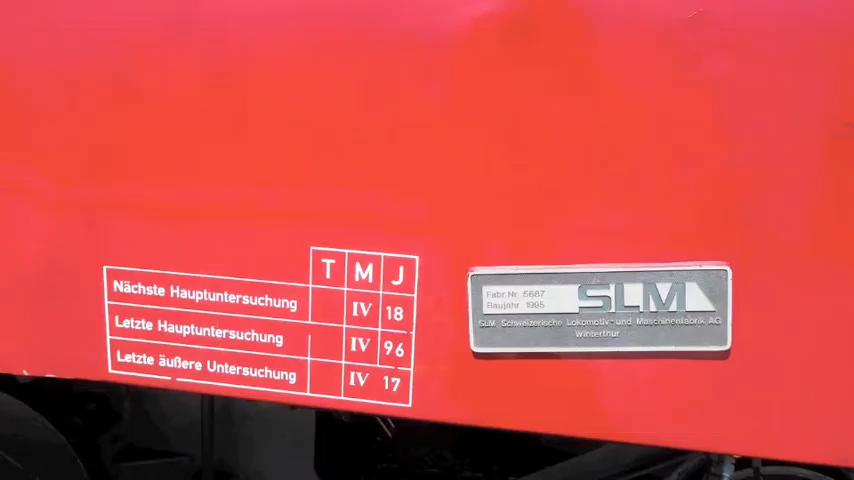 T M J
Nächste Hauptuntersuchung IV 18
Letzte Hauptuntersuchung IV 96
Letzte äußere Untersuchung IV 17
Fabr.Nr 5687
Baujahr 1995
SLM
SLM Schweizerische Lokomotiv- und Maschinenfabrik AG
Winterthur